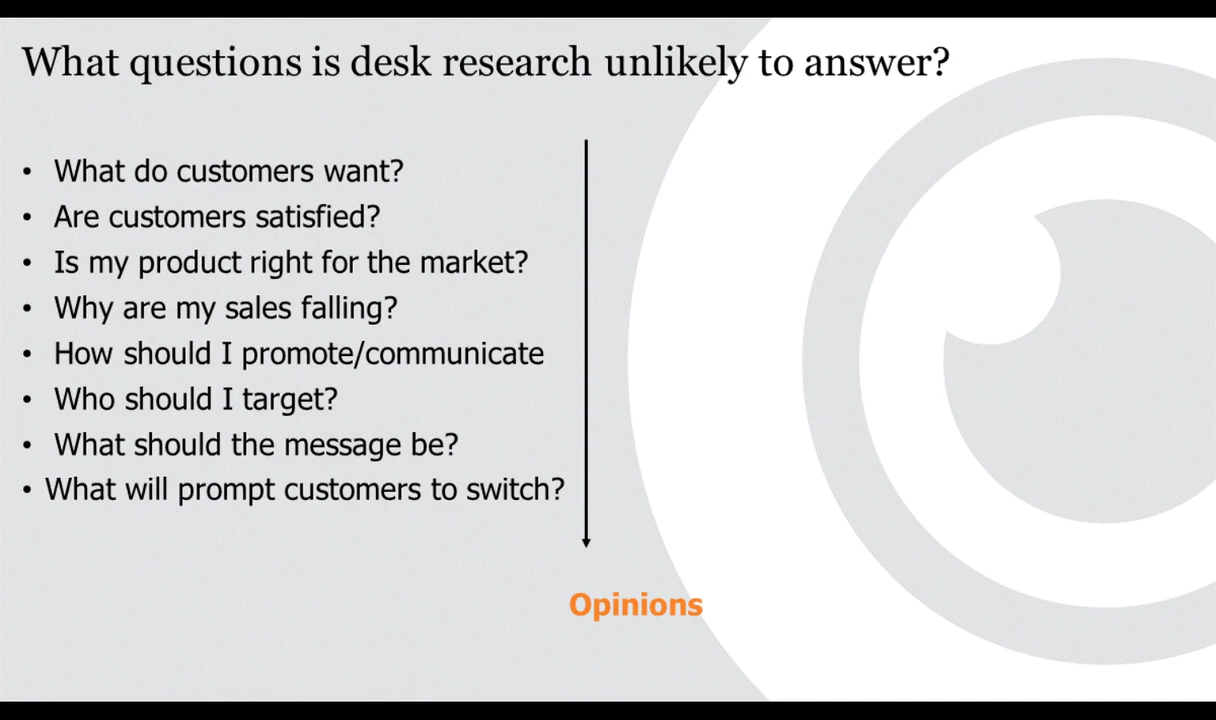 What questions is desk research unlikely to answer?
• What do customers want?
• Are customers satisfied?
• Is my product right for the market?
• Why are my sales falling?
• How should I promote/communicate
• Who should I target?
• What should the message be?
• What will prompt customers to switch?
Opinions